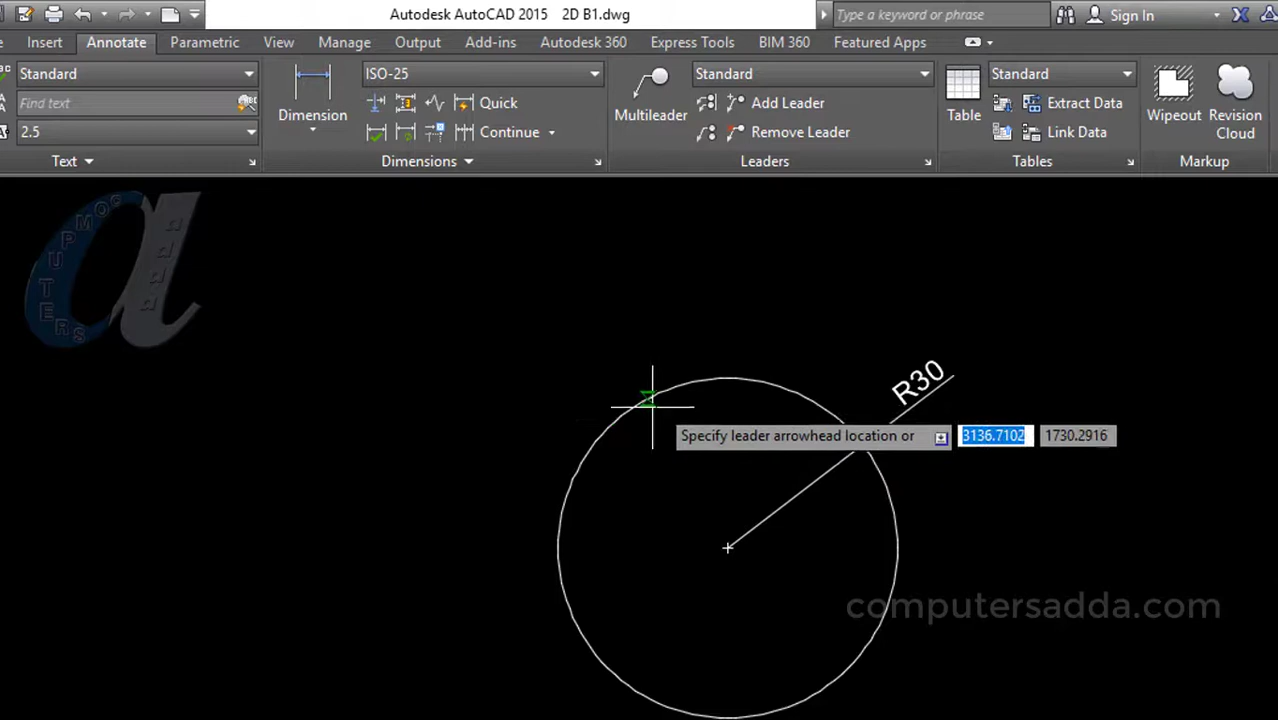 Autodesk AutoCAD 2015 2D B1.dwg
Type a keyword or phrase
Sign In
Insert Annotate Parametric View Manage Output Add-ins Autodesk 360 Express Tools BIM 360 Featured Apps
Standard
Find text
2.5
Text
Dimension
ISO-25
Quick
Continue
Dimensions
Multileader
Standard
Add Leader
Remove Leader
Leaders
Table
Standard
Extract Data
Link Data
Tables
Wipeout
Revision
Cloud
Markup
COMPUTERS
a
R30
Specify leader arrowhead location or 3136.7102 1730.2916
computersadda.com